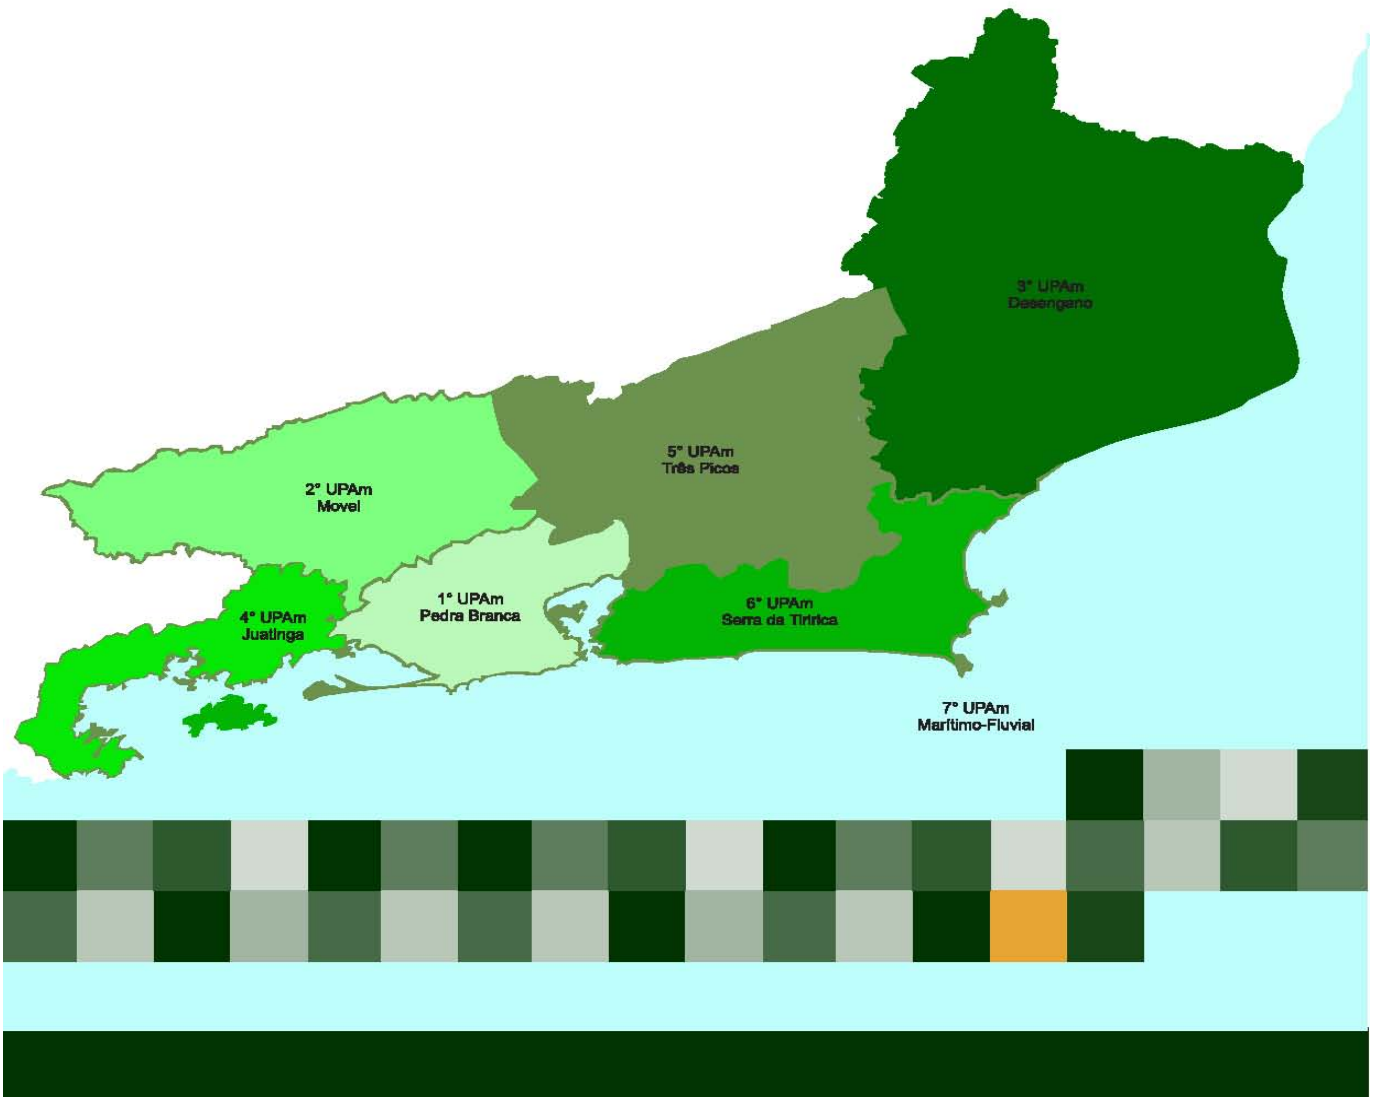 3° UPAm
Desengano
5° UPAm
Três Picos
2° UPAm
Movel
1° UPAm
Pedra Branca
4° UPAm
Juatinga
6° UPAm
Serra da Tiririca
7° UPAm
Marítimo-Fluvial